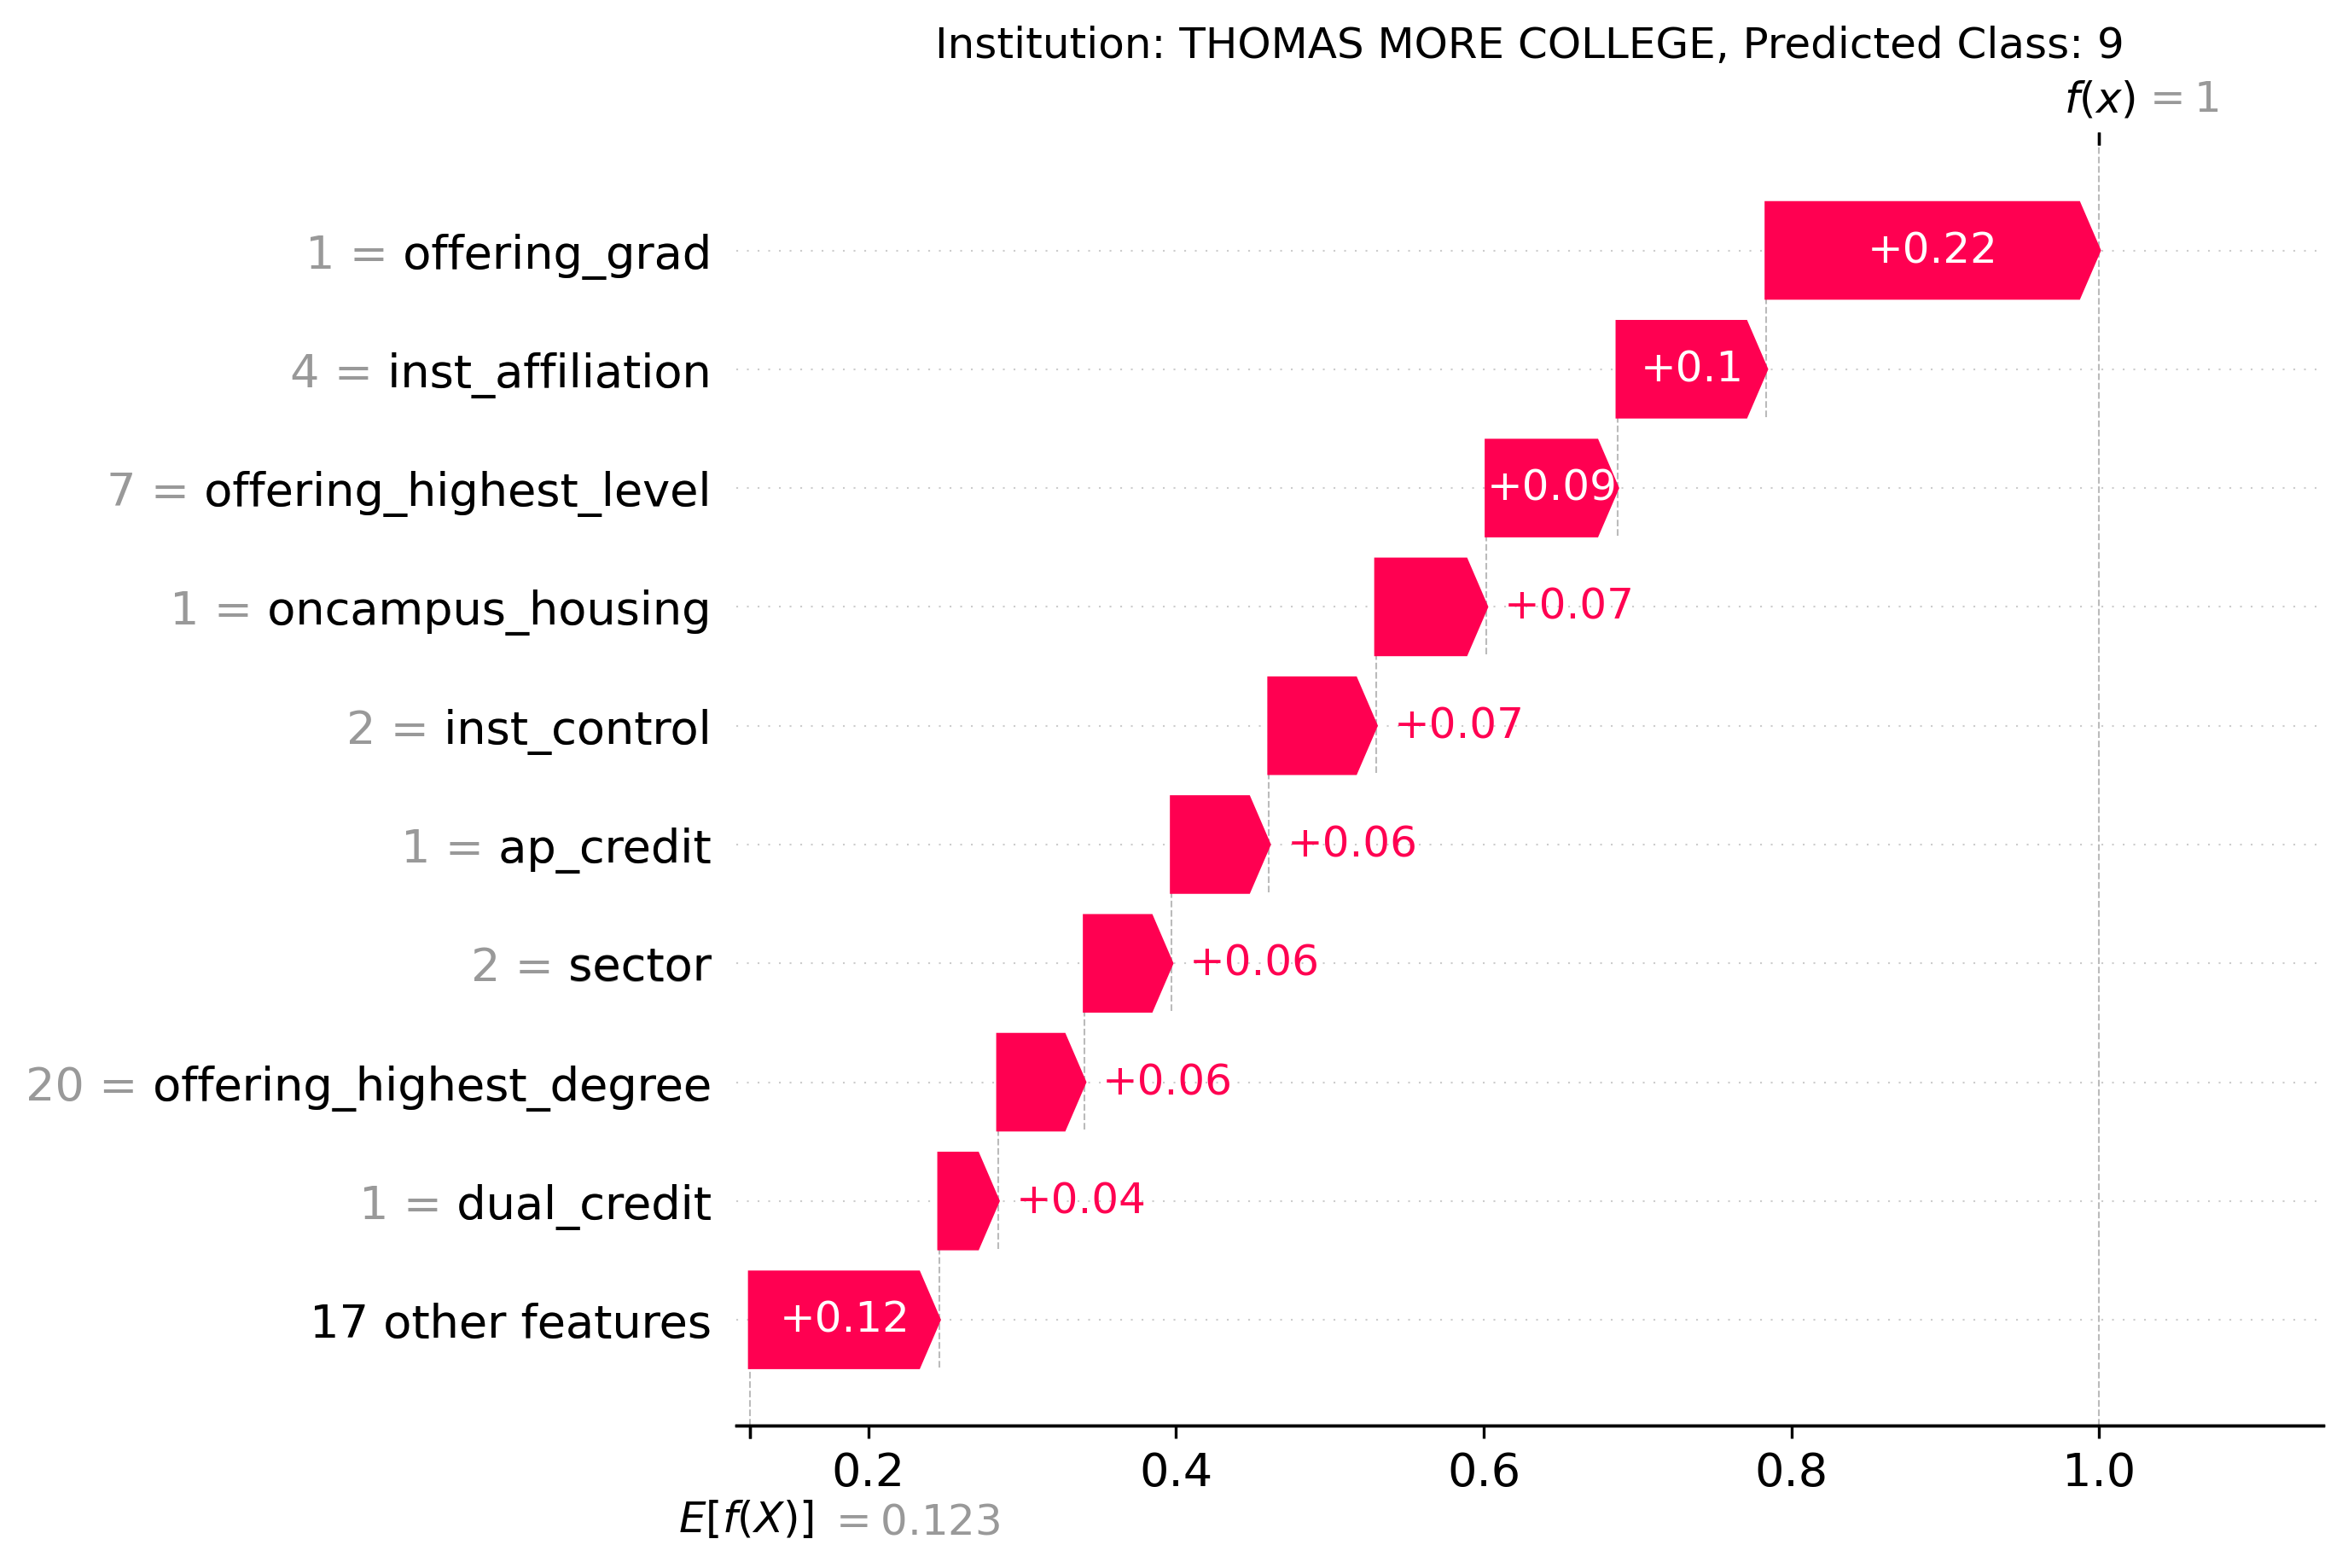 Institution: THOMAS MORE COLLEGE, Predicted Class: 9
f(x) = 1
1 = offering_grad +0.22
4 = inst_affiliation +0.1
7 = offering_highest_level +0.09
1 = oncampus_housing +0.07
2 = inst_control +0.07
1 = ap_credit +0.06
2 = sector +0.06
20 = offering_highest_degree +0.06
1 = dual_credit +0.04
17 other features +0.12
0.2 0.4 0.6 0.8 1.0
E[f(X)] = 0.123